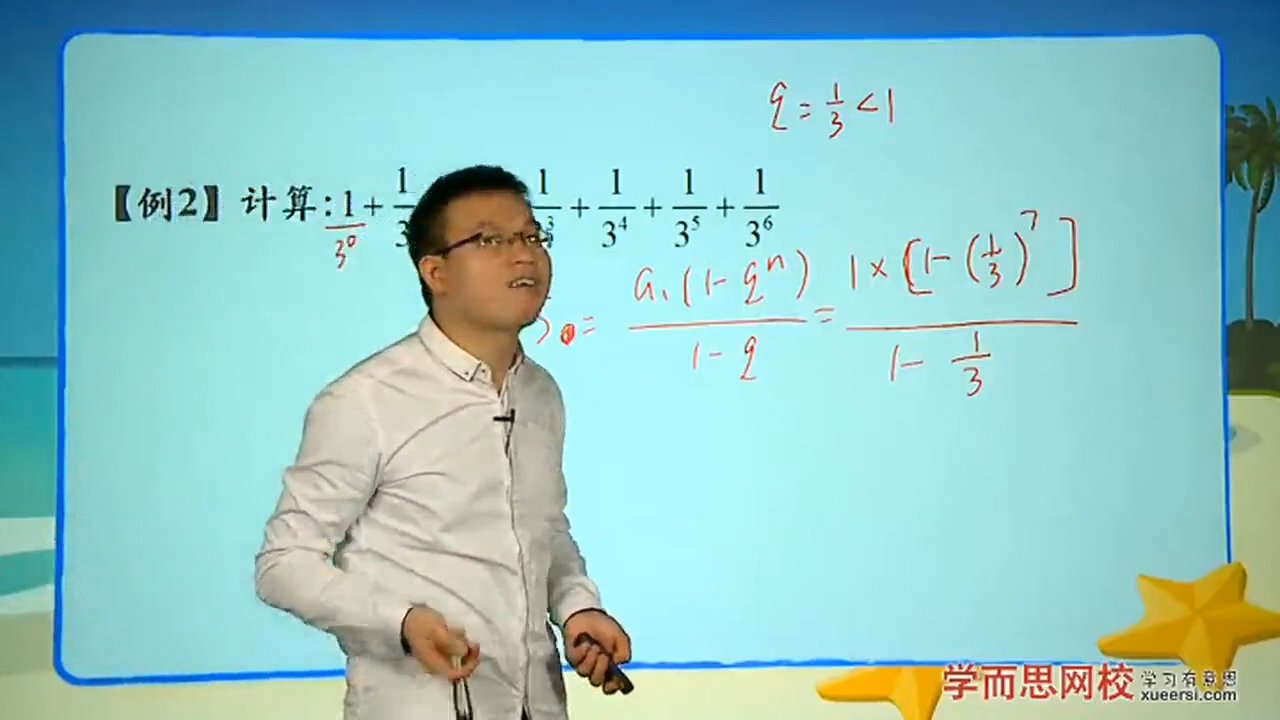 q = 1/3 < 1
【例2】计算:1 + 1/3 1/3³ + 1/3⁴ + 1/3⁵ + 1/3⁶
3⁰
= a₁(1-qⁿ)/(1-q) = 1×[1-(1/3)⁷]/(1-1/3)
学而思网校 学习有意思
xueersi.com